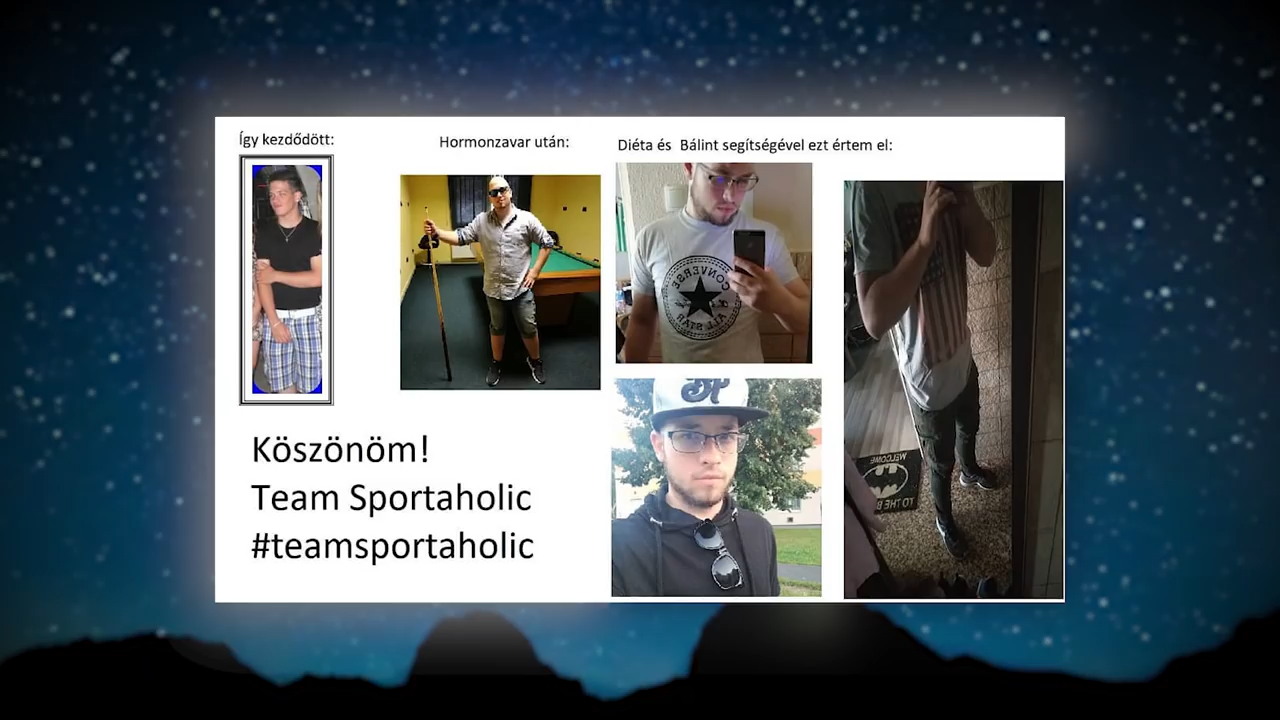 Így kezdődött:
Hormonzavar után:
Diéta és Bálint segítségével ezt értem el:
CONVERSE
ALL STAR
WELCOME
TO THE
Köszönöm!
Team Sportaholic
#teamsportaholic